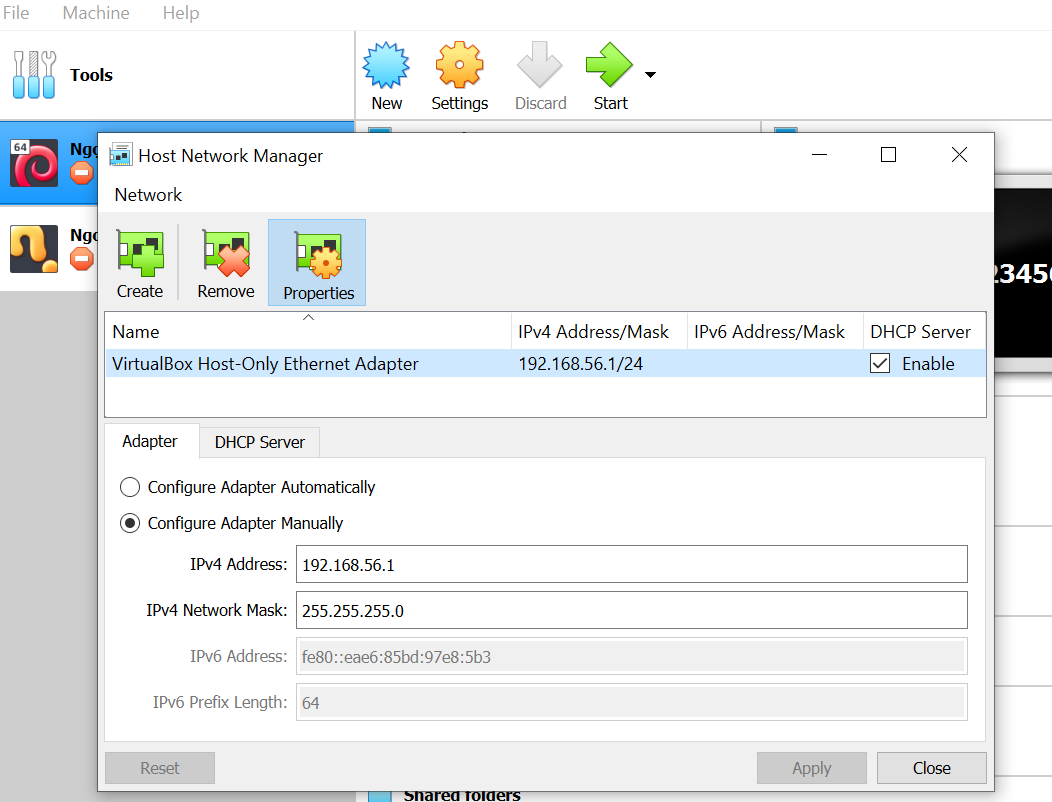 File Machine Help
Tools
New Settings Discard Start
64
Host Network Manager
Network
Create Remove Properties
Name IPv4 Address/Mask IPv6 Address/Mask DHCP Server
VirtualBox Host-Only Ethernet Adapter 192.168.56.1/24 Enable
Adapter DHCP Server
Configure Adapter Automatically
Configure Adapter Manually
IPv4 Address: 192.168.56.1
IPv4 Network Mask: 255.255.255.0
IPv6 Address: fe80::eae6:85bd:97e8:5b3
IPv6 Prefix Length: 64
Reset Apply Close
Shared folders